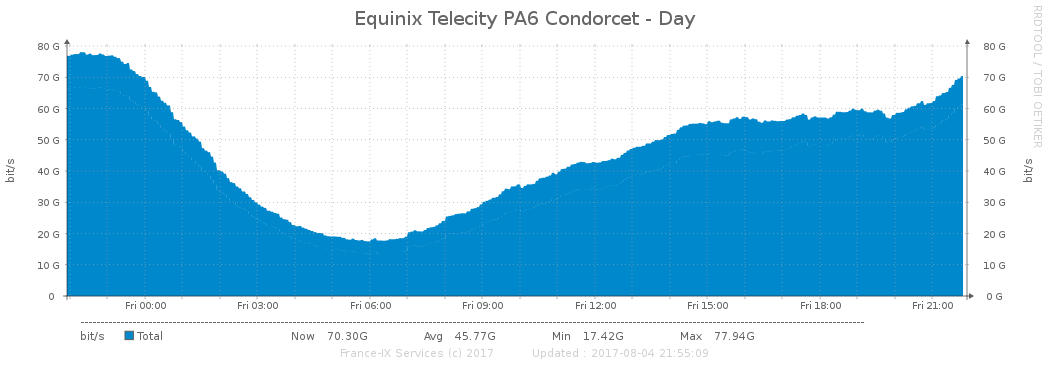 Equinix Telecity PA6 Condorcet - Day
RRDTOOL / TOBI OETIKER
80 G 80 G
70 G 70 G
60 G 60 G
50 G 50 G
40 G 40 G
30 G 30 G
20 G 20 G
10 G 10 G
0 0 G
bit/s bit/s
Fri 00:00 Fri 03:00 Fri 06:00 Fri 09:00 Fri 12:00 Fri 15:00 Fri 18:00 Fri 21:00
bit/s Total Now 70.30G Avg 45.77G Min 17.42G Max 77.94G
France-IX Services (c) 2017 Updated : 2017-08-04 21:55:09